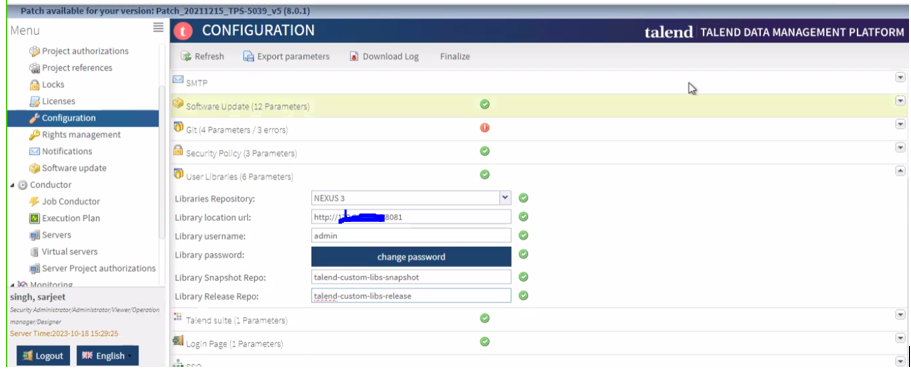 Patch available for your version: Patch_20211215_TPS-5039_v5 (8.0.1)
Menu
Project authorizations
Project references
Locks
Licenses
Configuration
Rights management
Notifications
Software update
Conductor
Job Conductor
Execution Plan
Servers
Virtual servers
Server Project authorizations
Monitoring
singh, sarjeet
Security Administrator/Administrator/Viewer/Operation
manager/Designer
Server Time:2023-10-18 15:29:25
Logout
English
t CONFIGURATION
talend | TALEND DATA MANAGEMENT PLATFORM
Refresh Export parameters Download Log Finalize
SMTP
Software Update (12 Parameters)
Git (4 Parameters / 3 errors)
Security Policy (3 Parameters)
User Libraries (6 Parameters)
Libraries Repository: NEXUS 3
Library location url: http://1 8081
Library username: admin
Library password: change password
Library Snapshot Repo: talend-custom-libs-snapshot
Library Release Repo: talend-custom-libs-release
Talend suite (1 Parameters)
Login Page (1 Parameters)
SSO